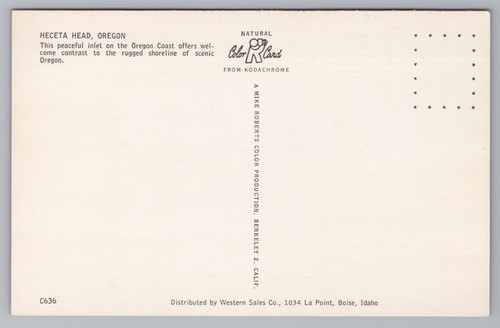 HECETA HEAD, OREGON
This peaceful inlet on the Oregon Coast offers wel-
come contrast to the rugged shoreline of scenic
Oregon.
NATURAL
Color Card
FROM KODACHROME
A MIKE ROBERTS COLOR PRODUCTION, BERKELEY 2, CALIF.
C636
Distributed by Western Sales Co., 1034 La Point, Boise, Idaho